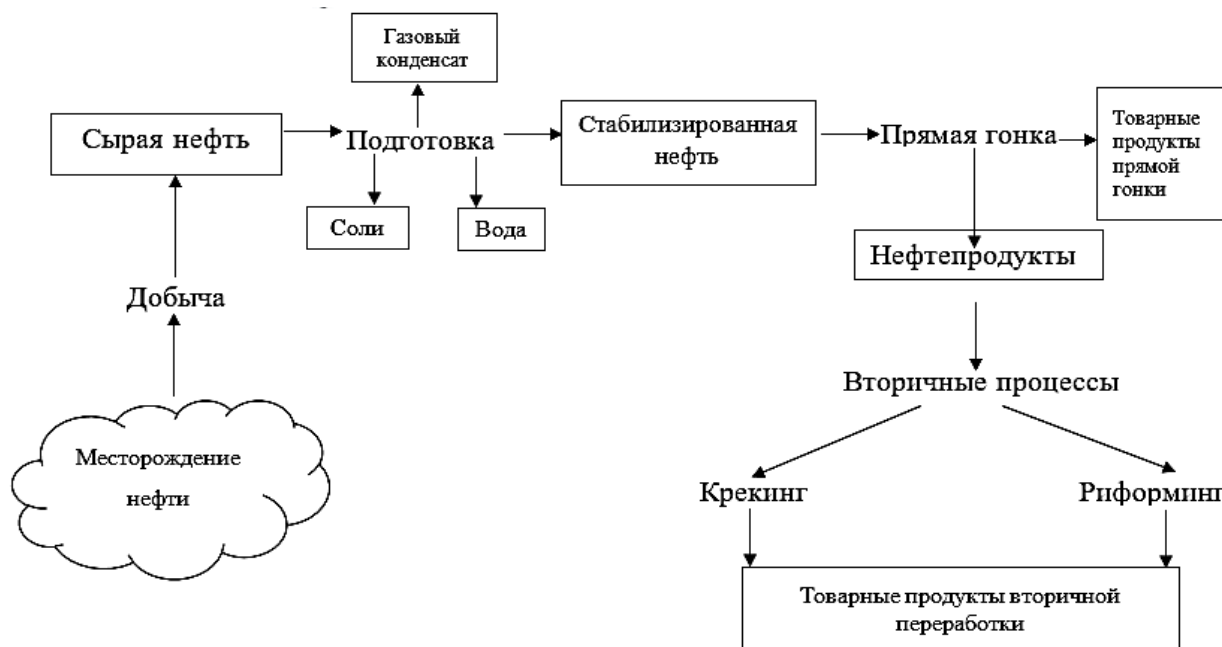 Газовый
конденсат
Сырая нефть
Подготовка
Стабилизированная
нефть
Прямая гонка
Товарные
продукты
прямой
гонки
Соли
Вода
Нефтепродукты
Добыча
Вторичные процессы
Месторождение
нефти
Крекинг
Риформинг
Товарные продукты вторичной
переработки